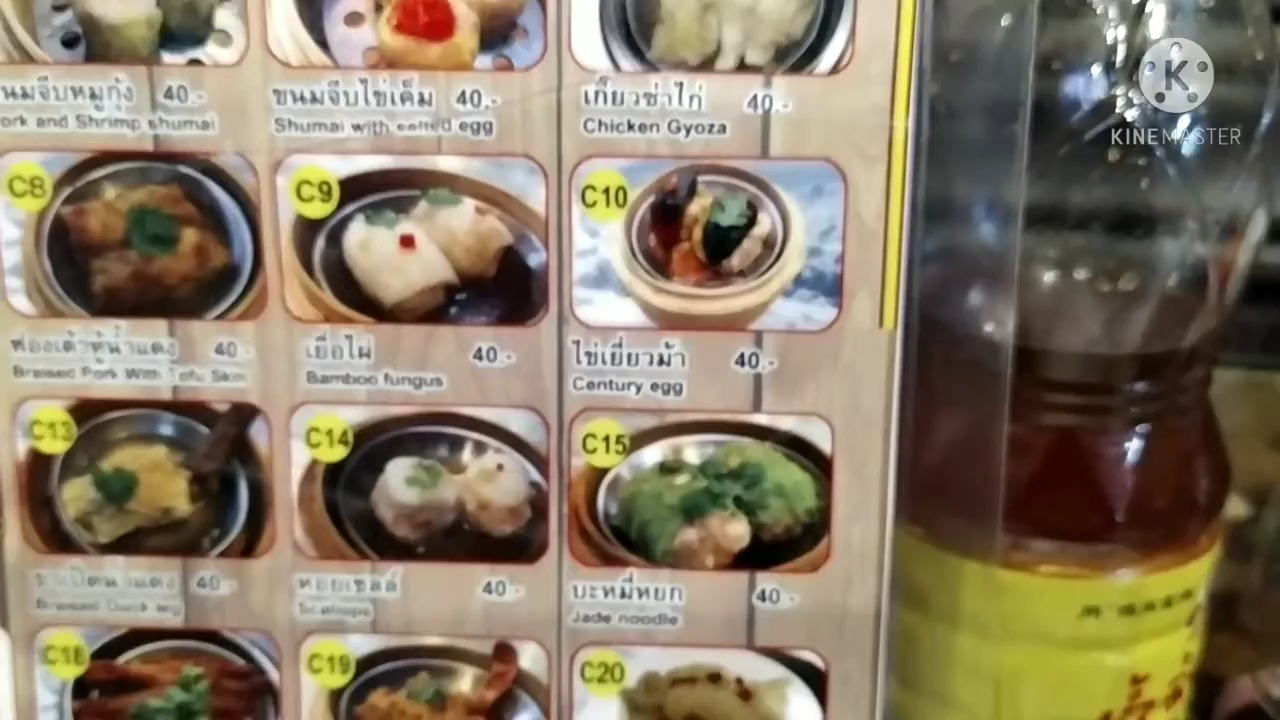 นมจีบหมูกุ้ง 40.-
ork and Shrimp shumai
ขนมจีบไข่เค็ม 40.-
Shumai with salted egg
เกี๊ยวซ่าไก่ 40.-
Chicken Gyoza
C8
40.-
Braised Pork With Tofu Skin
C9
เยื่อไผ่ 40.-
Bamboo fungus
C10
ไข่เยี่ยวม้า 40.-
Century egg
C13
40.-
Braised Duck leg
C14
หอยเชลล์ 40.-
Scallops
C15
บะหมี่หยก 40.-
Jade noodle
C18
C19
C20
K
KINEMASTER